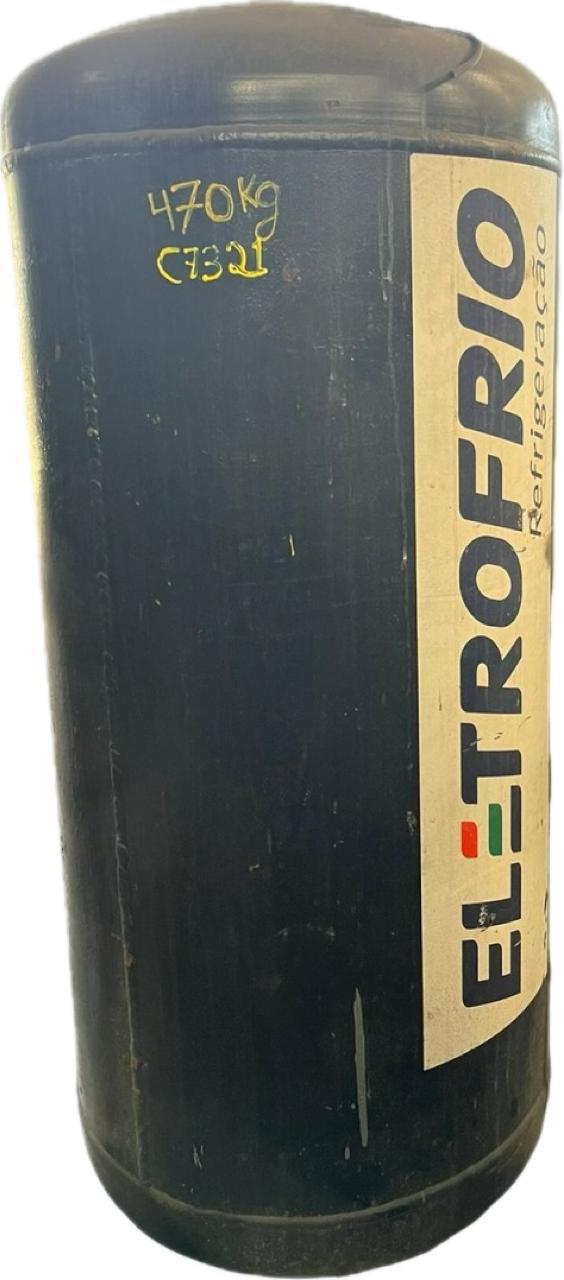 470Kg
C7321
ELETROFRIO
Refrigeração